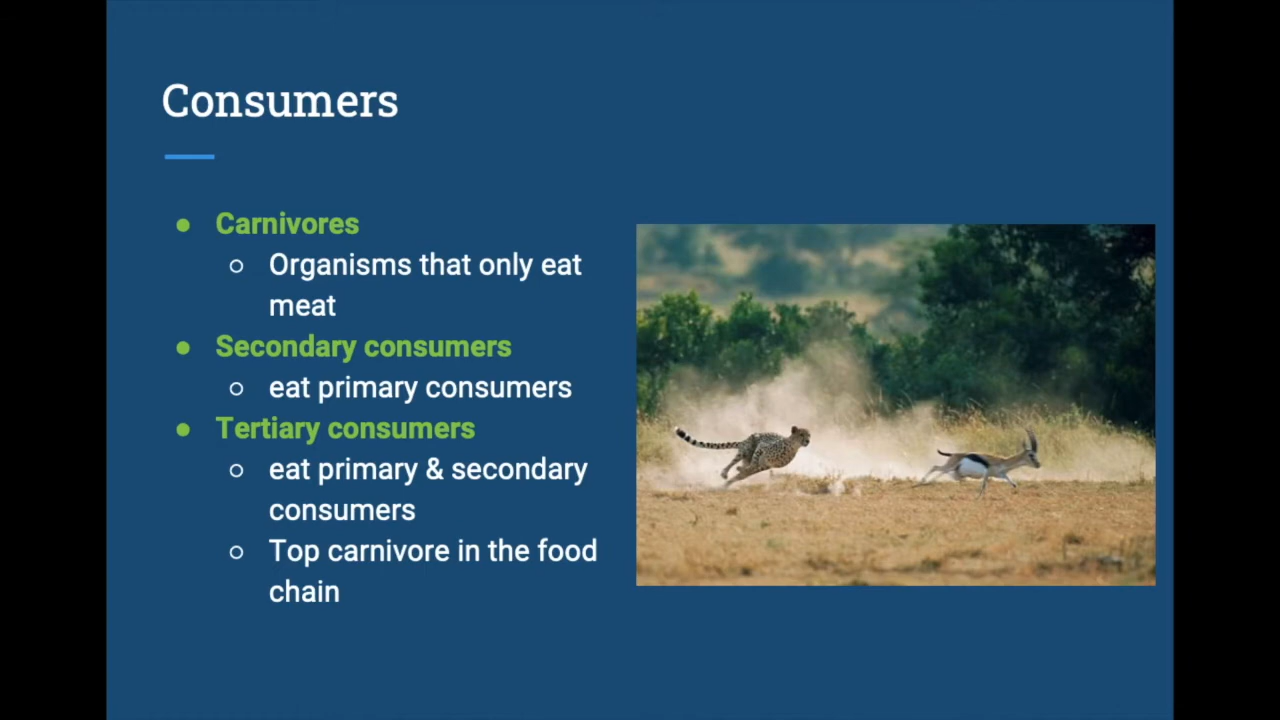 Consumers
Carnivores
Organisms that only eat
meat
Secondary consumers
eat primary consumers
Tertiary consumers
eat primary & secondary
consumers
Top carnivore in the food
chain